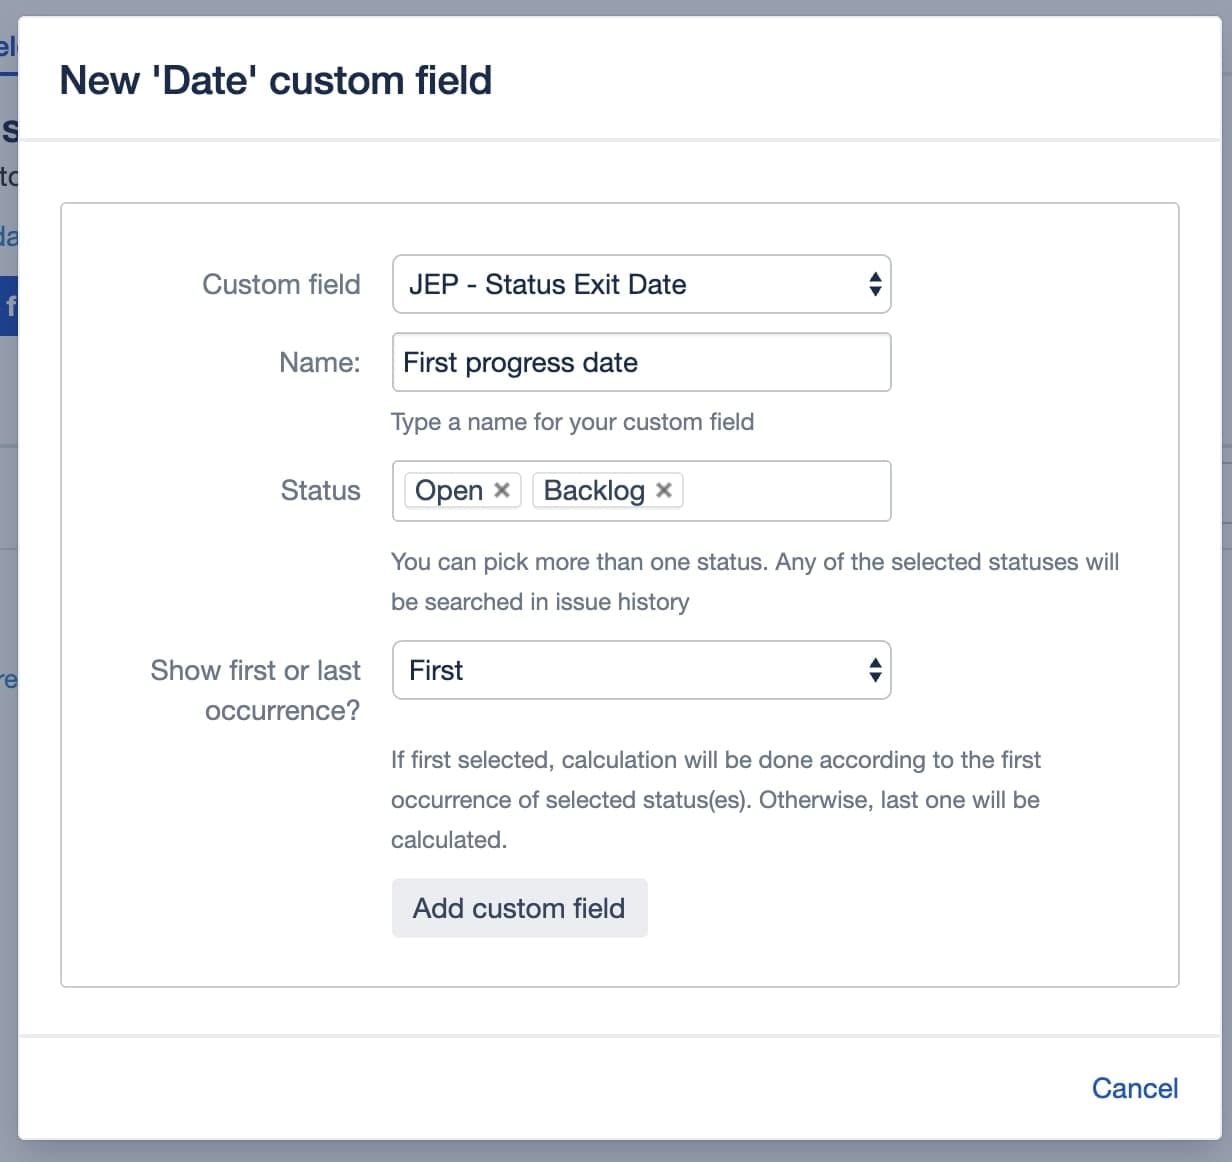 New 'Date' custom field
Custom field
JEP - Status Exit Date
Name:
First progress date
Type a name for your custom field
Status
Open × Backlog ×
You can pick more than one status. Any of the selected statuses will
be searched in issue history
Show first or last
occurrence?
First
If first selected, calculation will be done according to the first
occurrence of selected status(es). Otherwise, last one will be
calculated.
Add custom field
Cancel